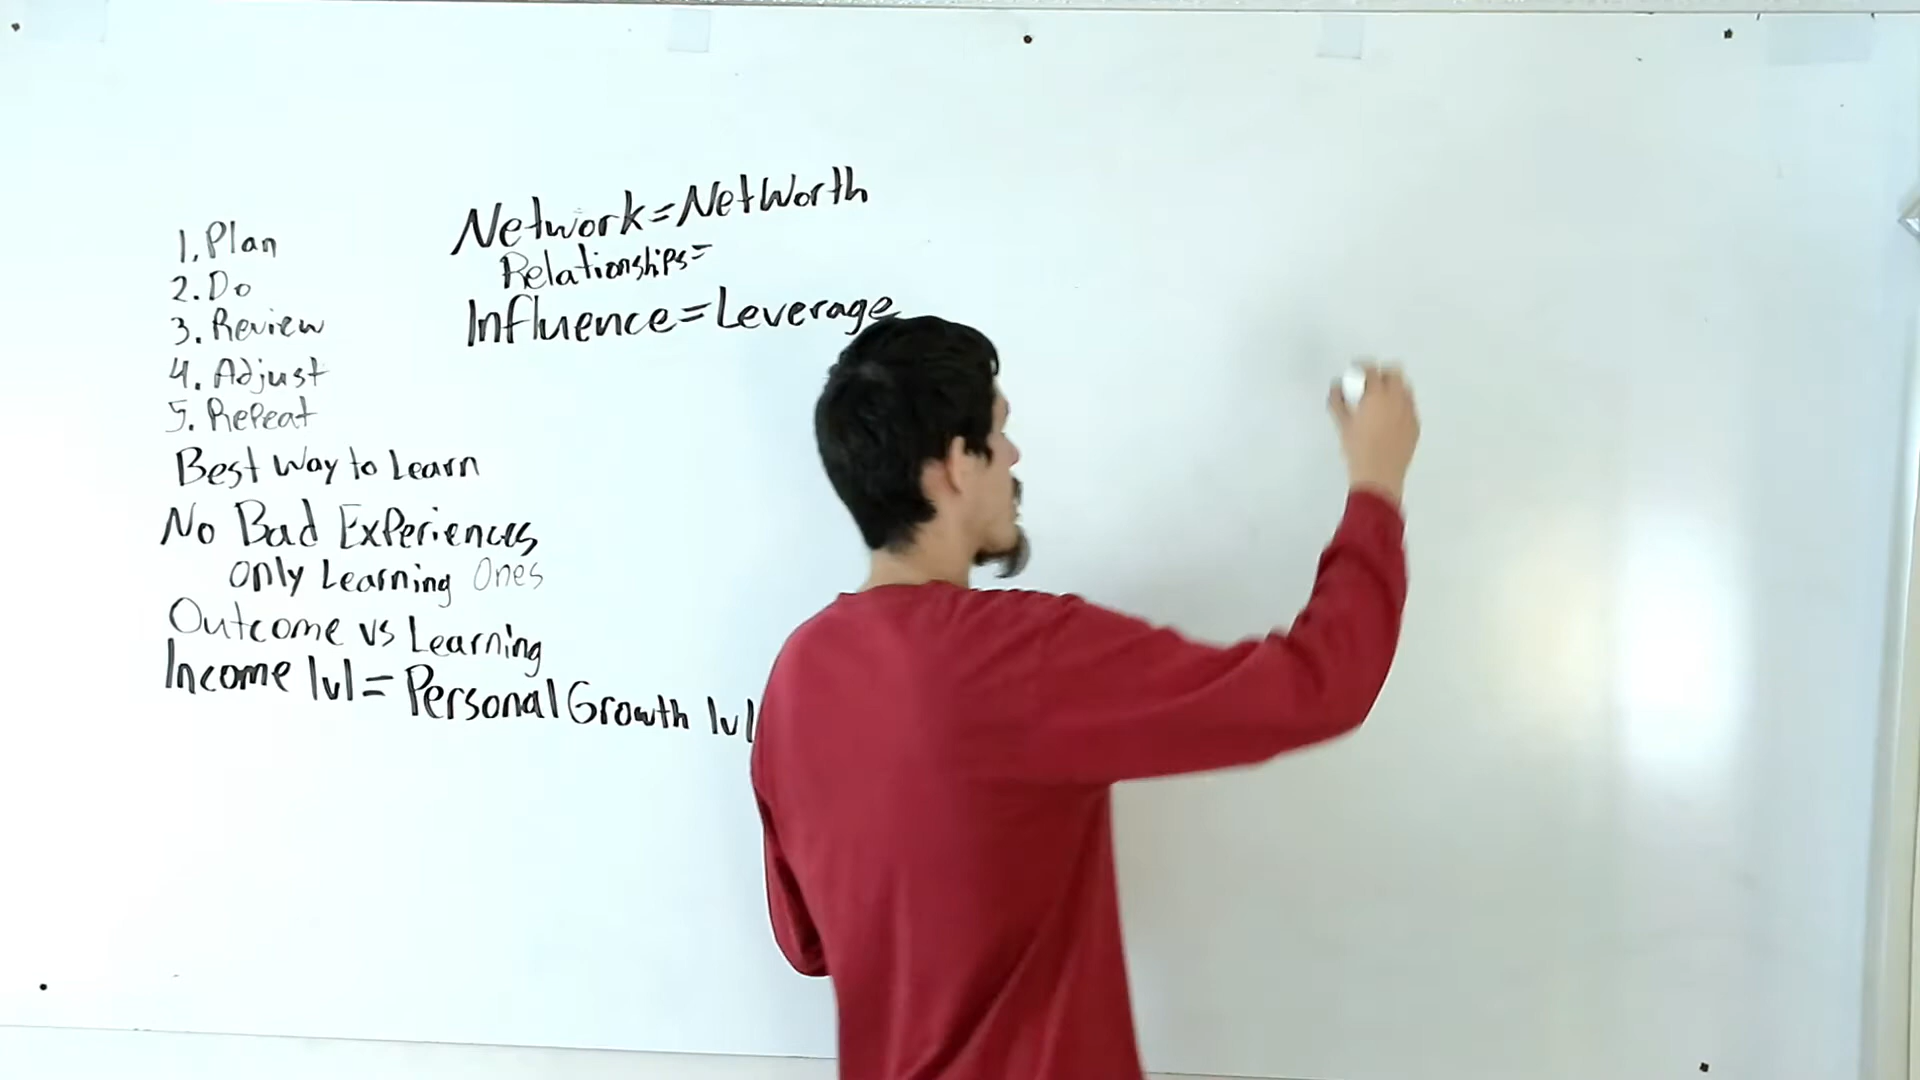 1. Plan
2. Do
3. Review
4. Adjust
5. Repeat
Best Way to Learn
No Bad Experiences
only Learning Ones
Outcome vs Learning
Income lvl = Personal Growth lvl
Network = NetWorth
Relationships =
Influence = Leverage